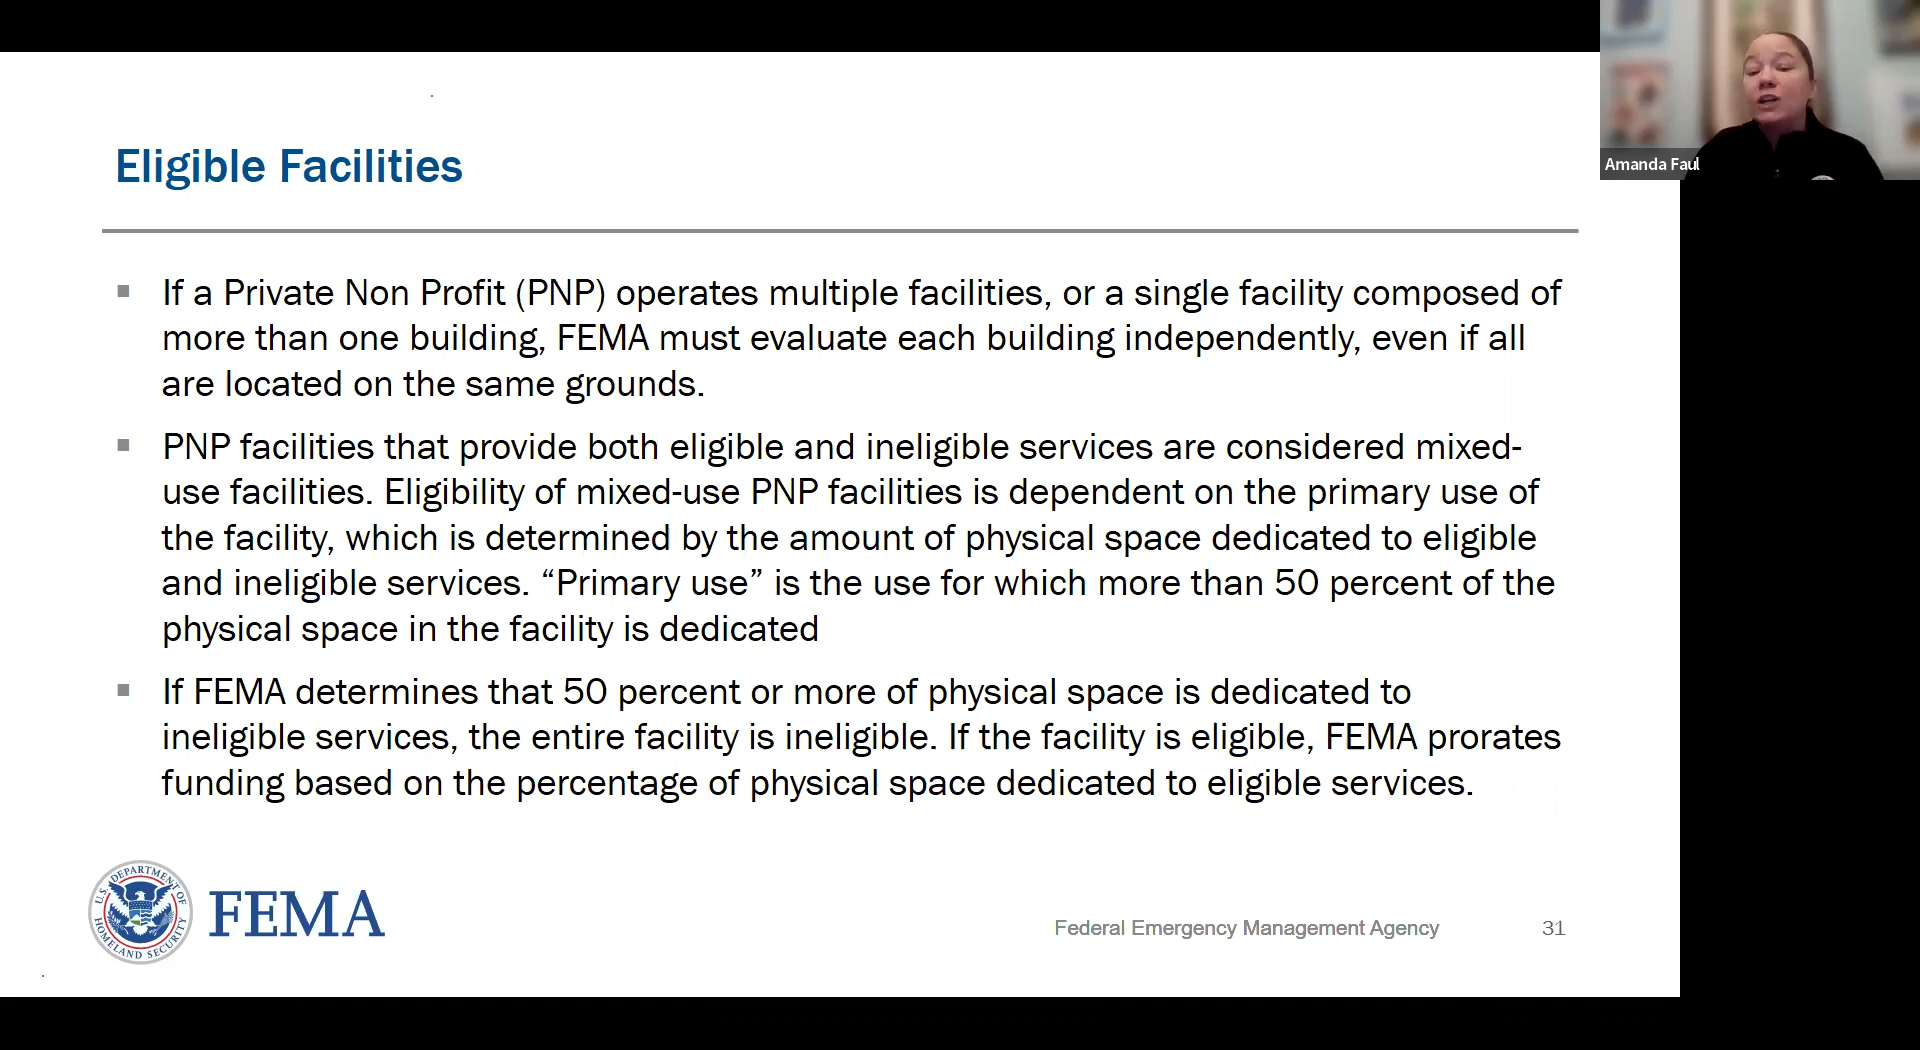 Amanda Faul
Eligible Facilities
If a Private Non Profit (PNP) operates multiple facilities, or a single facility composed of
more than one building, FEMA must evaluate each building independently, even if all
are located on the same grounds.
PNP facilities that provide both eligible and ineligible services are considered mixed-
use facilities. Eligibility of mixed-use PNP facilities is dependent on the primary use of
the facility, which is determined by the amount of physical space dedicated to eligible
and ineligible services. “Primary use” is the use for which more than 50 percent of the
physical space in the facility is dedicated
If FEMA determines that 50 percent or more of physical space is dedicated to
ineligible services, the entire facility is ineligible. If the facility is eligible, FEMA prorates
funding based on the percentage of physical space dedicated to eligible services.
U.S. DEPARTMENT OF
HOMELAND SECURITY
FEMA
Federal Emergency Management Agency
31